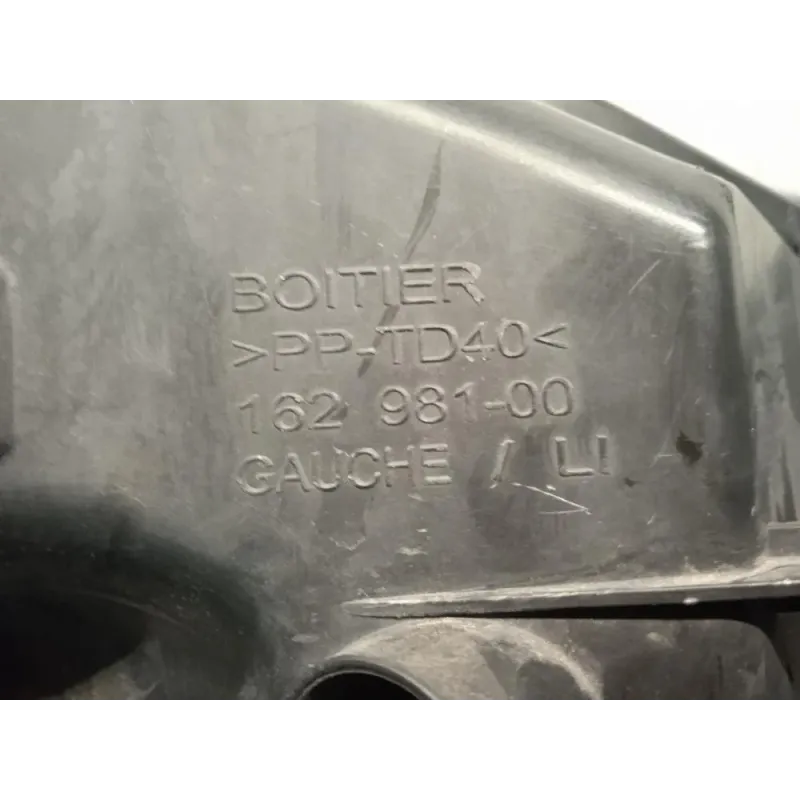 BOITIER
>PP-TD40<
162 981-00
GAUCHE / LI